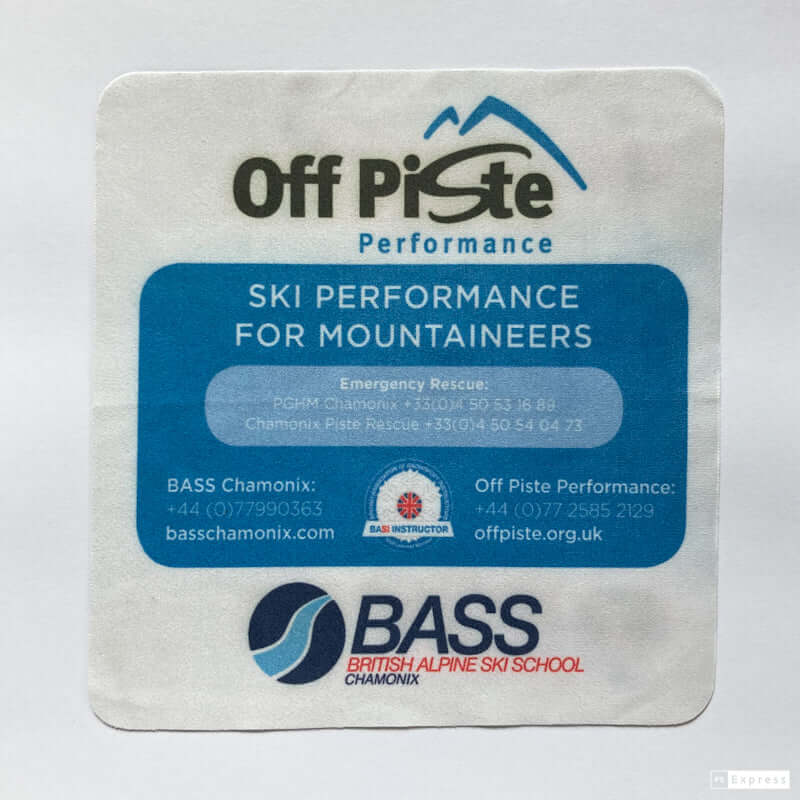 Off Piste
Performance
SKI PERFORMANCE
FOR MOUNTAINEERS
Emergency Rescue:
PGHM Chamonix +33(0)4 50 53 16 89
Chamonix Piste Rescue +33(0)4 50 54 04 73
BASS Chamonix:
+44 (0)77990363
basschamonix.com
BASI INSTRUCTOR
Off Piste Performance:
+44 (0)77 2585 2129
offpiste.org.uk
BASS
BRITISH ALPINE SKI SCHOOL
CHAMONIX
PS Express